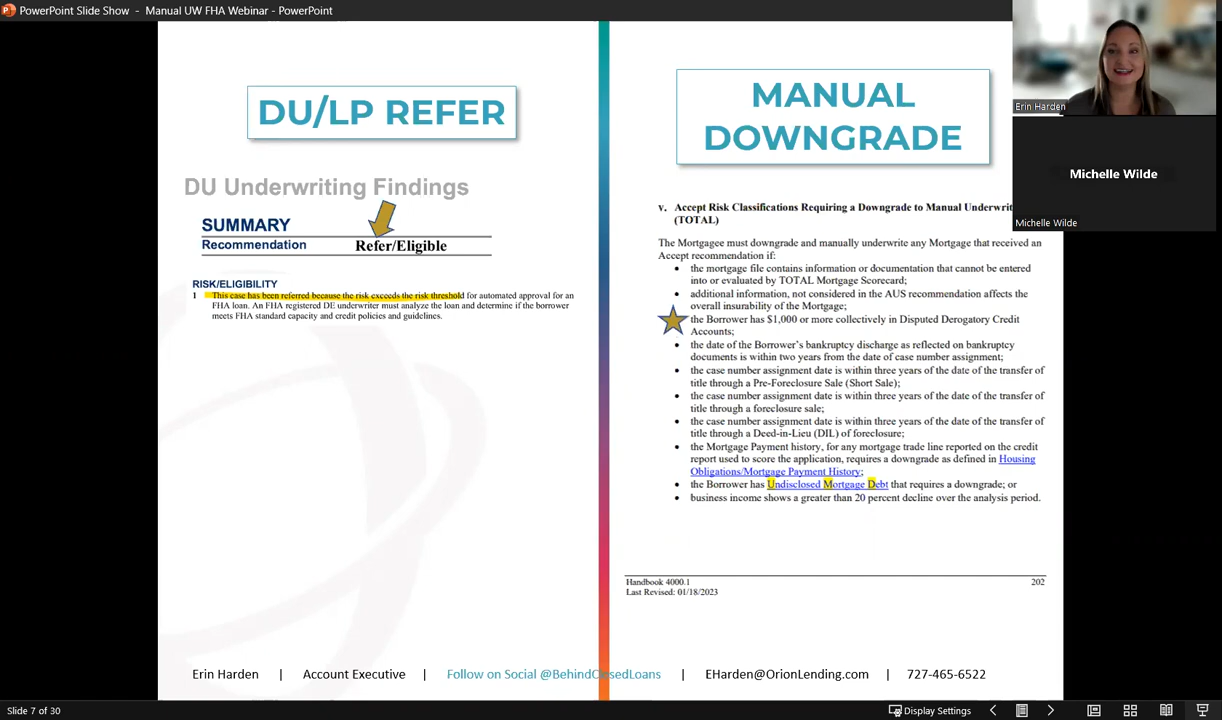 PowerPoint Slide Show - Manual UW FHA Webinar - PowerPoint
DU/LP REFER
DU Underwriting Findings
SUMMARY
Recommendation Refer/Eligible
RISK/ELIGIBILITY
1 This case has been referred because the risk exceeds the risk threshold for automated approval for an
FHA loan. An FHA registered DE underwriter must analyze the loan and determine if the borrower
meets FHA standard capacity and credit policies and guidelines.
MANUAL
DOWNGRADE
v. Accept Risk Classifications Requiring a Downgrade to Manual
(TOTAL)
The Mortgagee must downgrade and manually underwrite any Mortgage that received an
Accept recommendation if:
• the mortgage file contains information or documentation that cannot be entered
into or evaluated by TOTAL Mortgage Scorecard;
• additional information, not considered in the AUS recommendation affects the
overall insurability of the Mortgage;
the Borrower has $1,000 or more collectively in Disputed Derogatory Credit
Accounts;
• the date of the Borrower's bankruptcy discharge as reflected on bankruptcy
documents is within two years from the date of case number assignment;
• the case number assignment date is within three years of the date of the transfer of
title through a Pre-Foreclosure Sale (Short Sale);
• the case number assignment date is within three years of the date of the transfer of
title through a foreclosure sale;
• the case number assignment date is within three years of the date of the transfer of
title through a Deed-in-Lieu (DIL) of foreclosure;
• the Mortgage Payment history, for any mortgage trade line reported on the credit
report used to score the application, requires a downgrade as defined in Housing
Obligations/Mortgage Payment History;
• the Borrower has Undisclosed Mortgage Debt that requires a downgrade; or
• business income shows a greater than 20 percent decline over the analysis period.
Handbook 4000.1 202
Last Revised: 01/18/2023
Erin Harden
Michelle Wilde
Michelle Wilde
Erin Harden | Account Executive | Follow on Social @BehindClosedLoans | EHarden@OrionLending.com | 727-465-6522
Slide 7 of 30
Display Settings